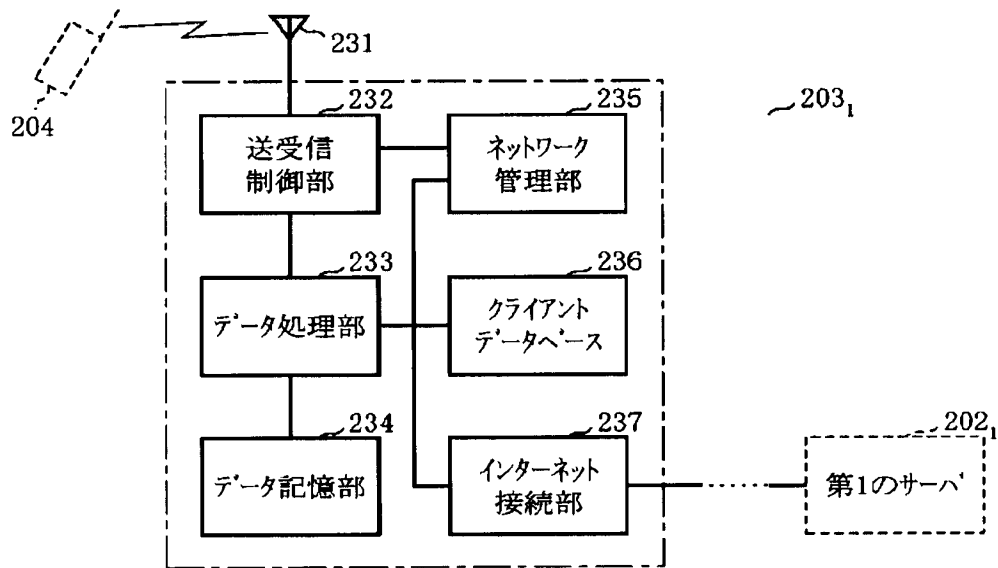 231
204
232
送受信
制御部
235
ネットワーク
管理部
203₁
233
データ処理部
236
クライアント
データベース
234
データ記憶部
237
インターネット
接続部
202₁
第1のサーバ